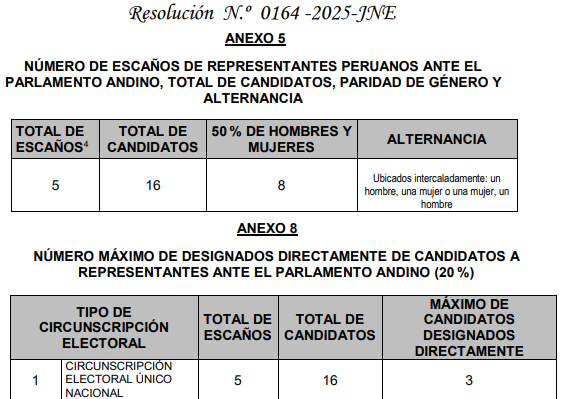 Resolución N.º 0164 -2025-JNE
ANEXO 5
NÚMERO DE ESCAÑOS DE REPRESENTANTES PERUANOS ANTE EL
PARLAMENTO ANDINO, TOTAL DE CANDIDATOS, PARIDAD DE GÉNERO Y
ALTERNANCIA
TOTAL DE ESCAÑOS4 TOTAL DE CANDIDATOS 50 % DE HOMBRES Y MUJERES ALTERNANCIA
5 16 8 Ubicados intercaladamente: un hombre, una mujer o una mujer, un hombre
ANEXO 8
NÚMERO MÁXIMO DE DESIGNADOS DIRECTAMENTE DE CANDIDATOS A
REPRESENTANTES ANTE EL PARLAMENTO ANDINO (20 %)
TIPO DE CIRCUNSCRIPCIÓN ELECTORAL TOTAL DE ESCAÑOS TOTAL DE CANDIDATOS MÁXIMO DE CANDIDATOS DESIGNADOS DIRECTAMENTE
1 CIRCUNSCRIPCIÓN ELECTORAL ÚNICO NACIONAL 5 16 3